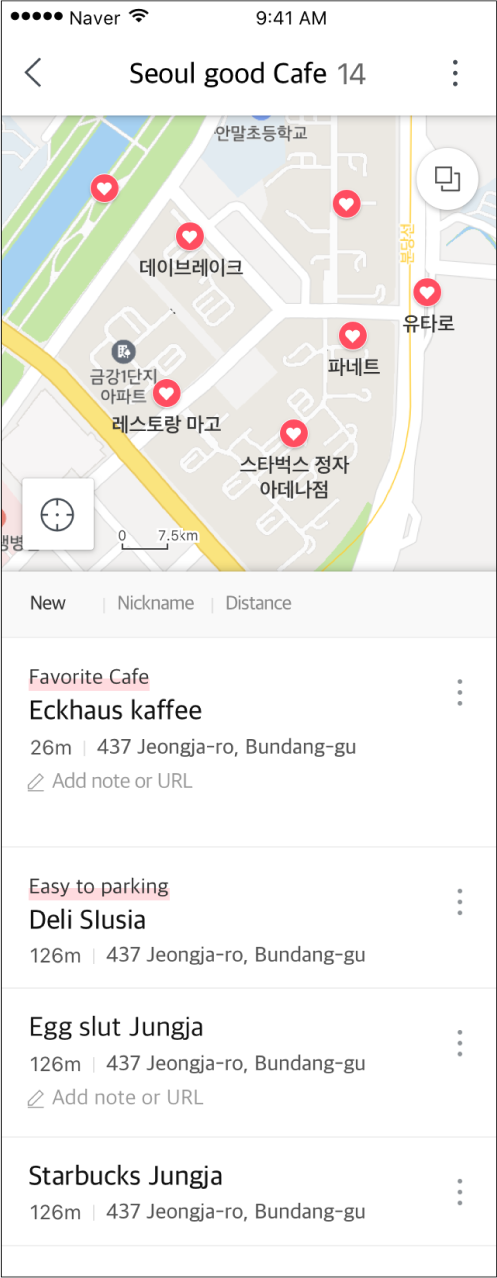 Naver 9:41 AM
Seoul good Cafe 14
안말초등학교
분당선
데이브레이크
유타로
파네트
금강1단지
아파트
레스토랑 마고
스타벅스 정자
아데나점
0 7.5km
New | Nickname | Distance
Favorite Cafe
Eckhaus kaffee
26m | 437 Jeongja-ro, Bundang-gu
Add note or URL
Easy to parking
Deli Slusia
126m | 437 Jeongja-ro, Bundang-gu
Egg slut Jungja
126m | 437 Jeongja-ro, Bundang-gu
Add note or URL
Starbucks Jungja
126m | 437 Jeongja-ro, Bundang-gu